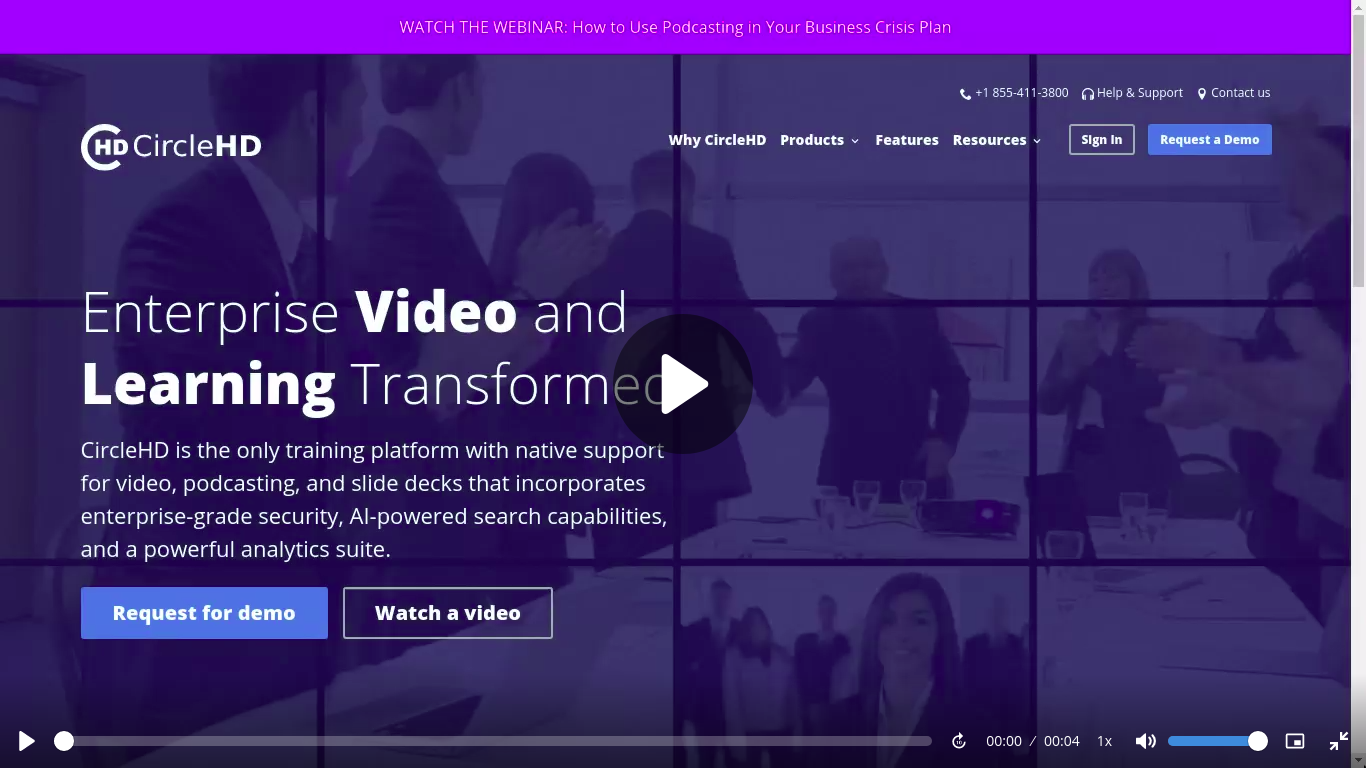 WATCH THE WEBINAR: How to Use Podcasting in Your Business Crisis Plan
+1 855-411-3800 Help & Support Contact us
HD CircleHD
Why CircleHD Products Features Resources Sign In Request a Demo
Enterprise Video and
Learning Transformed
CircleHD is the only training platform with native support
for video, podcasting, and slide decks that incorporates
enterprise-grade security, AI-powered search capabilities,
and a powerful analytics suite.
Request for demo Watch a video
00:00 / 00:04 1x